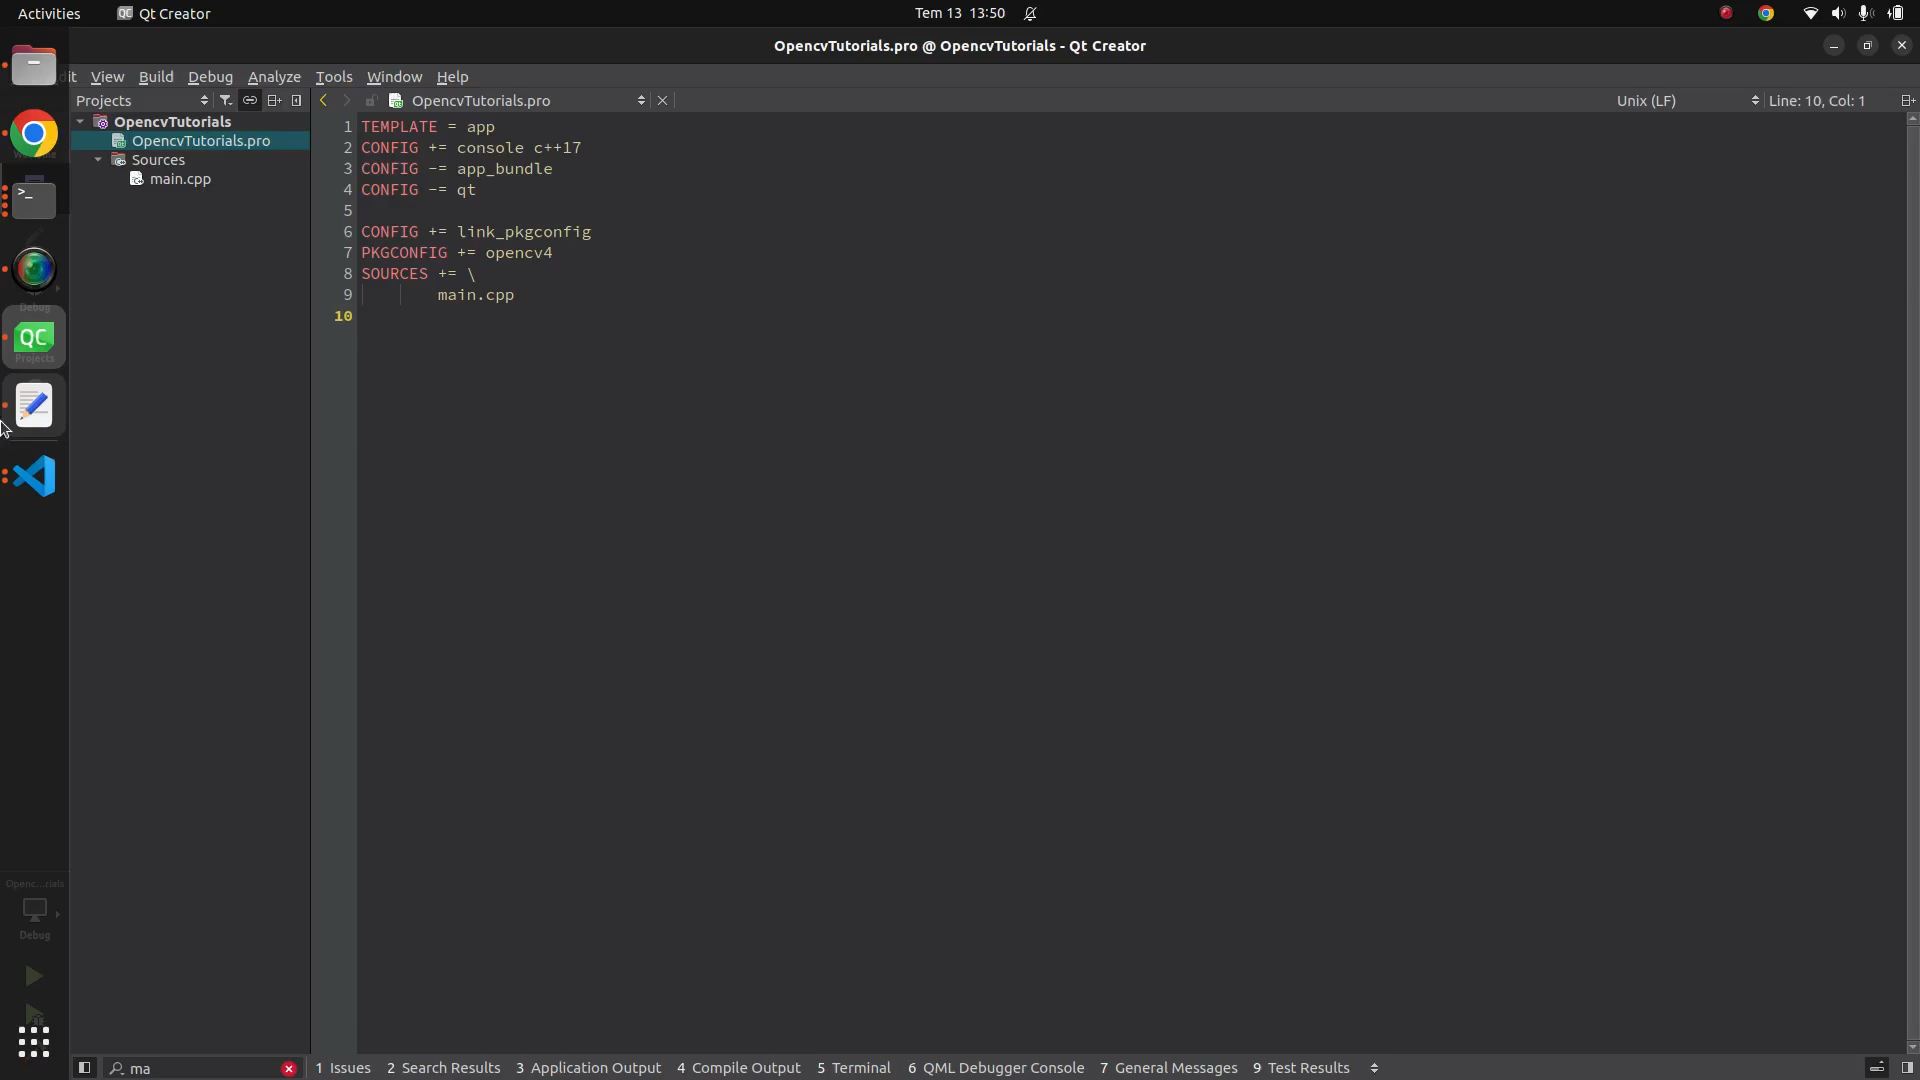 Activities
Qt Creator
Tem 13 13:50
OpencvTutorials.pro @ OpencvTutorials - Qt Creator
dit View Build Debug Analyze Tools Window Help
Projects
OpencvTutorials.pro
Unix (LF)
Line: 10, Col: 1
OpencvTutorials
OpencvTutorials.pro
Sources
main.cpp
1 TEMPLATE = app
2 CONFIG += console c++17
3 CONFIG -= app_bundle
4 CONFIG -= qt
5
6 CONFIG += link_pkgconfig
7 PKGCONFIG += opencv4
8 SOURCES += \
9 main.cpp
10
>_
Debug
QC
Projects
Openc...rials
Debug
ma
1 Issues 2 Search Results 3 Application Output 4 Compile Output 5 Terminal 6 QML Debugger Console 7 General Messages 9 Test Results